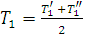 T₁ = (T₁′ + T₁″)/2